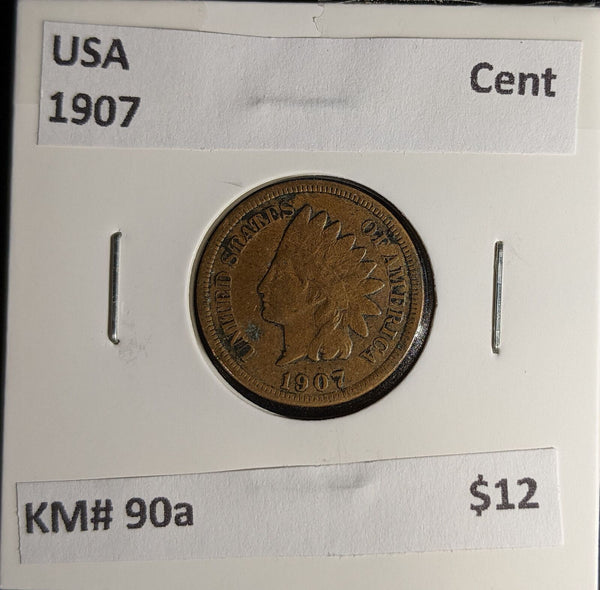 USA
Cent
1907
UNITED STATES OF AMERICA
1907
KM# 90a
$12